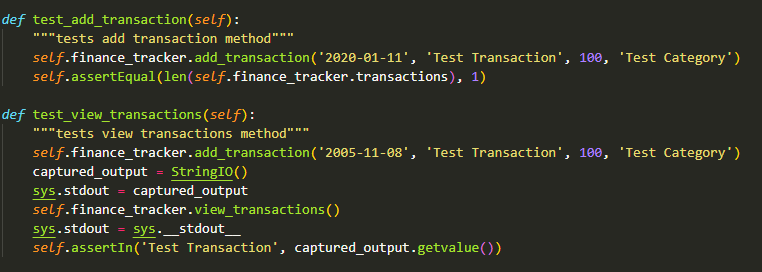 def test_add_transaction(self):
    """tests add transaction method"""
    self.finance_tracker.add_transaction('2020-01-11', 'Test Transaction', 100, 'Test Category')
    self.assertEqual(len(self.finance_tracker.transactions), 1)

def test_view_transactions(self):
    """tests view transactions method"""
    self.finance_tracker.add_transaction('2005-11-08', 'Test Transaction', 100, 'Test Category')
    captured_output = StringIO()
    sys.stdout = captured_output
    self.finance_tracker.view_transactions()
    sys.stdout = sys.__stdout__
    self.assertIn('Test Transaction', captured_output.getvalue())